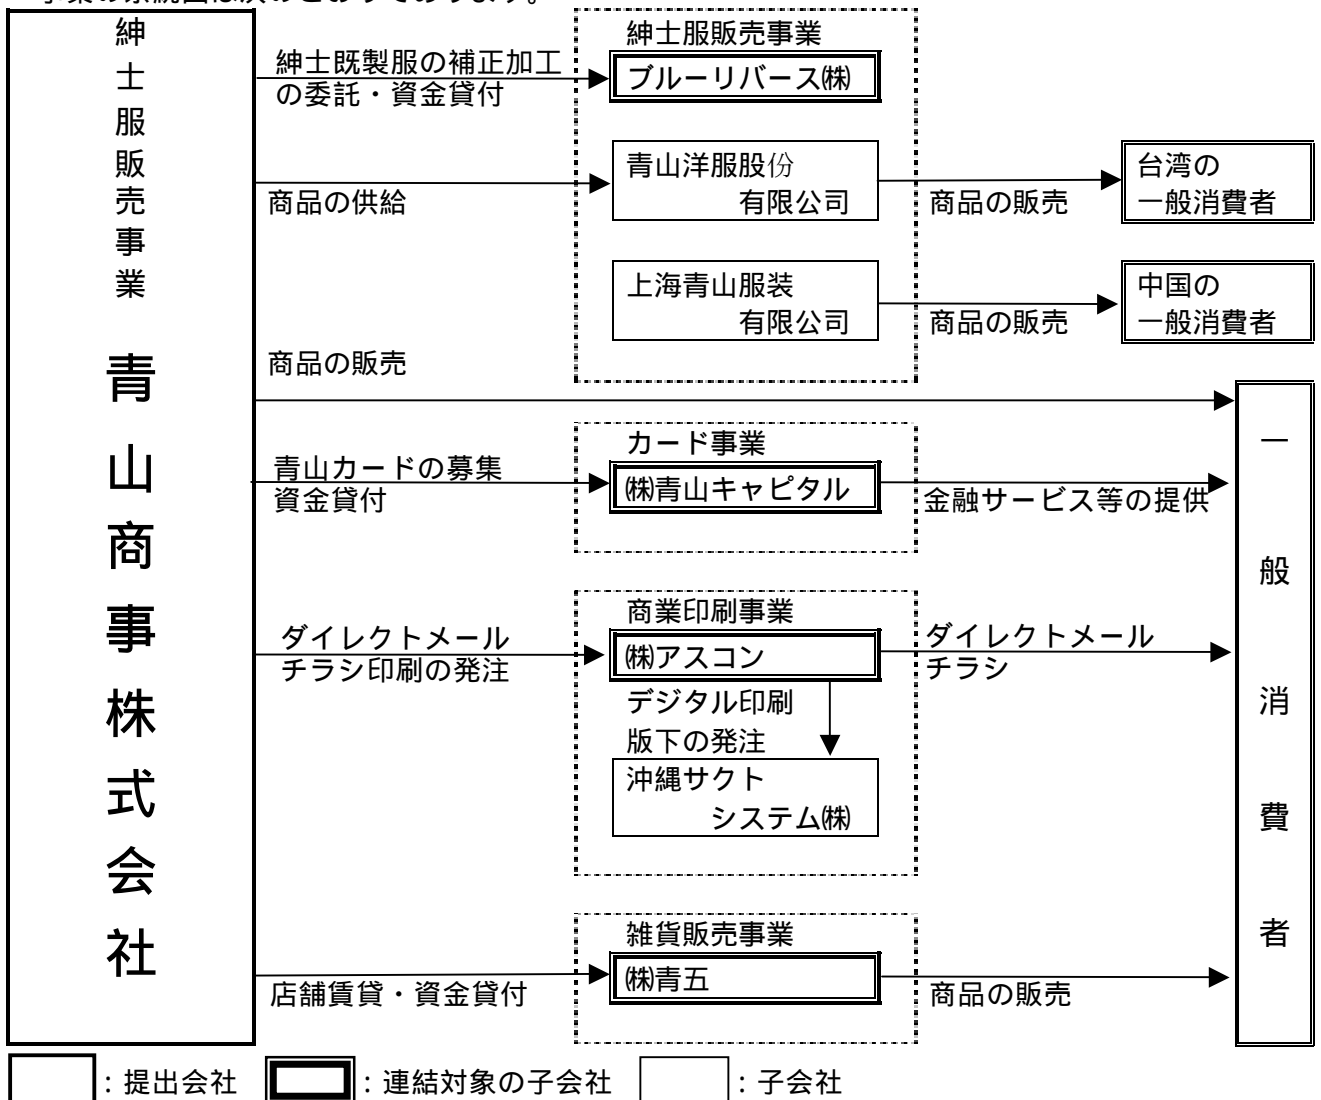 事業の系統図は次のとおりであります。
紳士服販売事業
青山商事株式会社
紳士既製服の補正加工
の委託・資金貸付
紳士服販売事業
ブルーリバース㈱
商品の供給
青山洋服股份
有限公司
商品の販売
台湾の
一般消費者
上海青山服装
有限公司
商品の販売
中国の
一般消費者
商品の販売
一般消費者
青山カードの募集
資金貸付
カード事業
㈱青山キャピタル
金融サービス等の提供
ダイレクトメール
チラシ印刷の発注
商業印刷事業
㈱アスコン
ダイレクトメール
チラシ
デジタル印刷
版下の発注
沖縄サクト
システム㈱
店舗賃貸・資金貸付
雑貨販売事業
㈱青五
商品の販売
：提出会社
：連結対象の子会社
：子会社